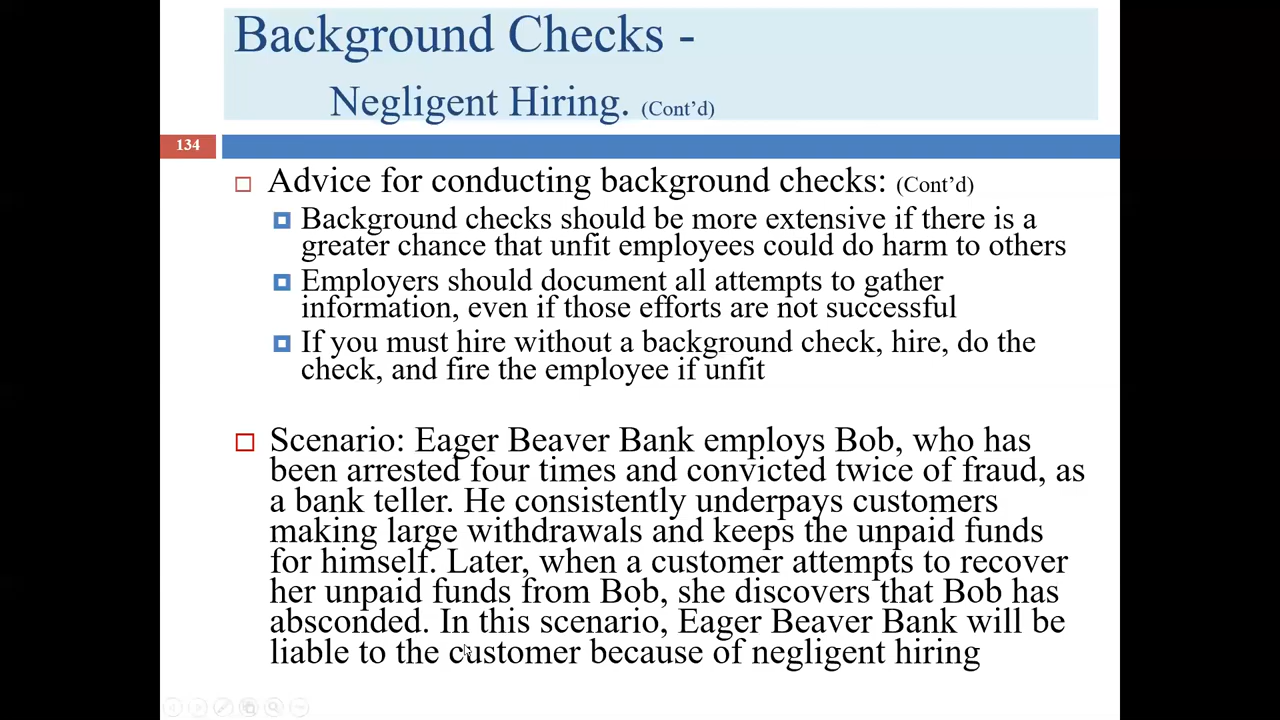 Background Checks -
Negligent Hiring. (Cont’d)
134
Advice for conducting background checks: (Cont’d)
Background checks should be more extensive if there is a
greater chance that unfit employees could do harm to others
Employers should document all attempts to gather
information, even if those efforts are not successful
If you must hire without a background check, hire, do the
check, and fire the employee if unfit
Scenario: Eager Beaver Bank employs Bob, who has
been arrested four times and convicted twice of fraud, as
a bank teller. He consistently underpays customers
making large withdrawals and keeps the unpaid funds
for himself. Later, when a customer attempts to recover
her unpaid funds from Bob, she discovers that Bob has
absconded. In this scenario, Eager Beaver Bank will be
liable to the customer because of negligent hiring